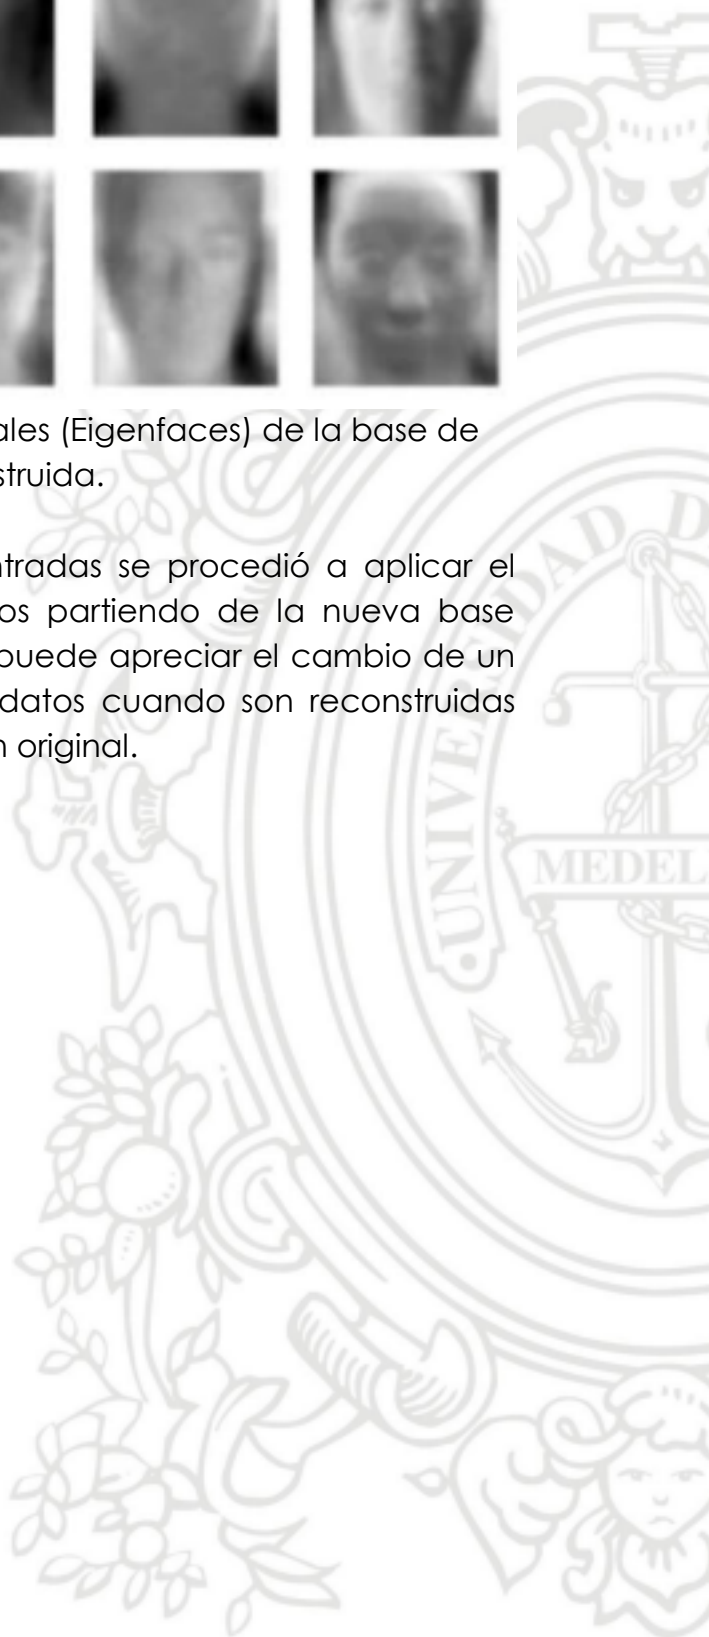 ales (Eigenfaces) de la base de
struida.
ntradas se procedió a aplicar el
os partiendo de la nueva base
puede apreciar el cambio de un
datos cuando son reconstruidas
n original.
UNIVERSIDAD D
MEDEL